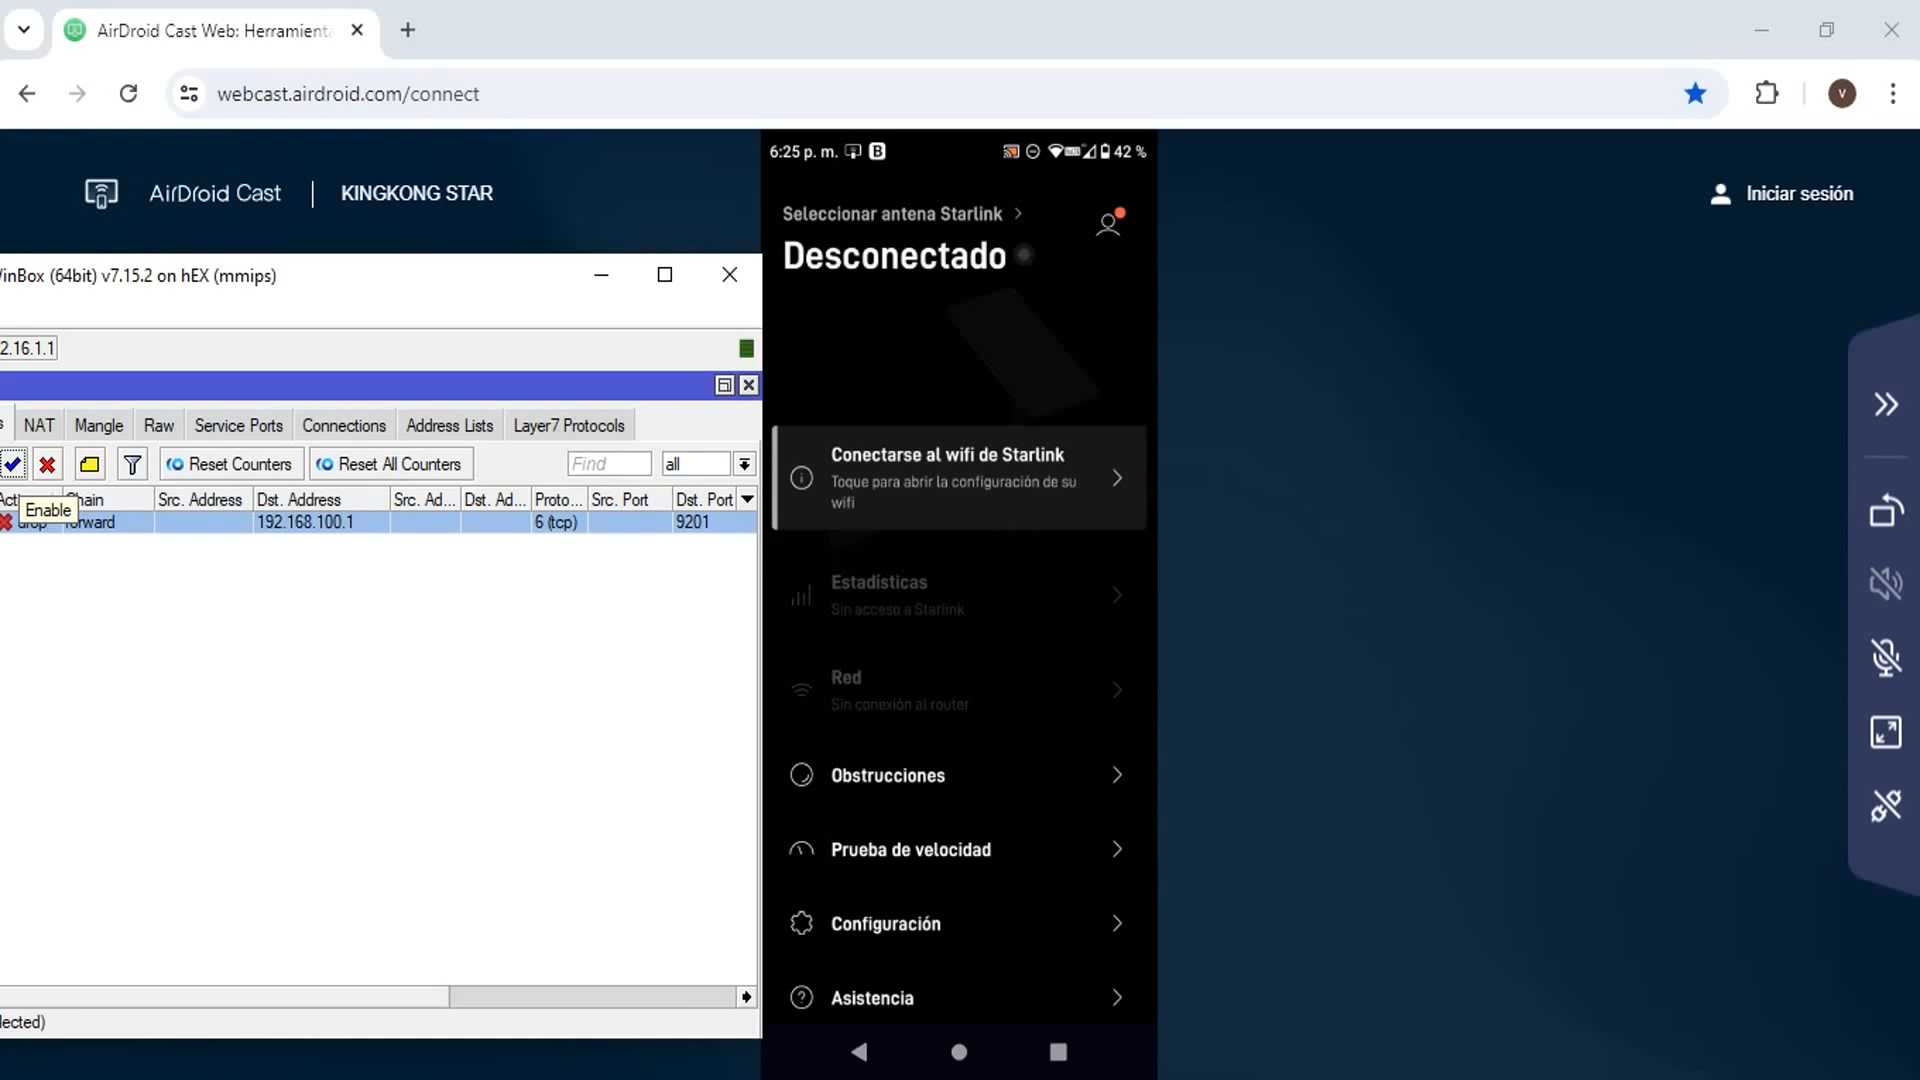 AirDroid Cast Web: Herramient
webcast.airdroid.com/connect
V
AirDroid Cast | KINGKONG STAR
Iniciar sesión
WinBox (64bit) v7.15.2 on hEX (mmips)
2.16.1.1
s NAT Mangle Raw Service Ports Connections Address Lists Layer7 Protocols
Reset Counters Reset All Counters Find all
Acti Chain Src. Address Dst. Address Src. Ad... Dst. Ad... Proto... Src. Port Dst. Port
Enable
drop forward 192.168.100.1 6 (tcp) 9201
lected)
6:25 p. m. B 42 %
Seleccionar antena Starlink
Desconectado
Conectarse al wifi de Starlink
Toque para abrir la configuración de su
wifi
Estadísticas
Sin acceso a Starlink
Red
Sin conexión al router
Obstrucciones
Prueba de velocidad
Configuración
Asistencia